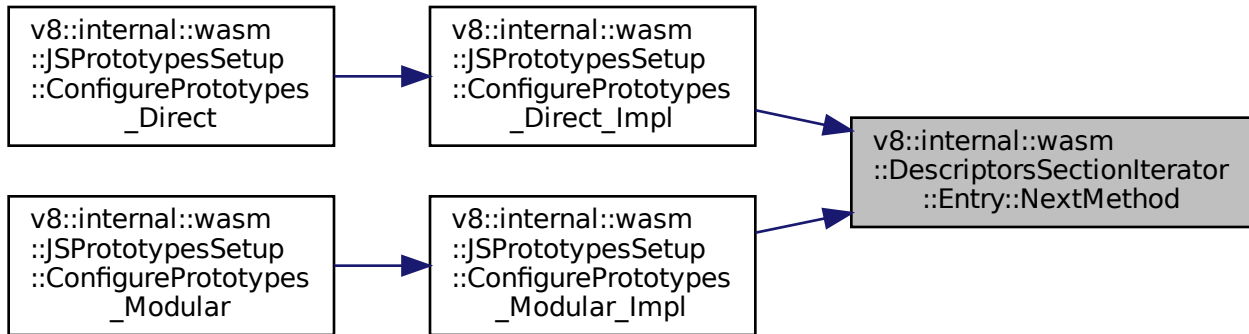 v8::internal::wasm
::JSPrototypesSetup
::ConfigurePrototypes
_Direct
v8::internal::wasm
::JSPrototypesSetup
::ConfigurePrototypes
_Direct_Impl
v8::internal::wasm
::DescriptorsSectionIterator
::Entry::NextMethod
v8::internal::wasm
::JSPrototypesSetup
::ConfigurePrototypes
_Modular
v8::internal::wasm
::JSPrototypesSetup
::ConfigurePrototypes
_Modular_Impl